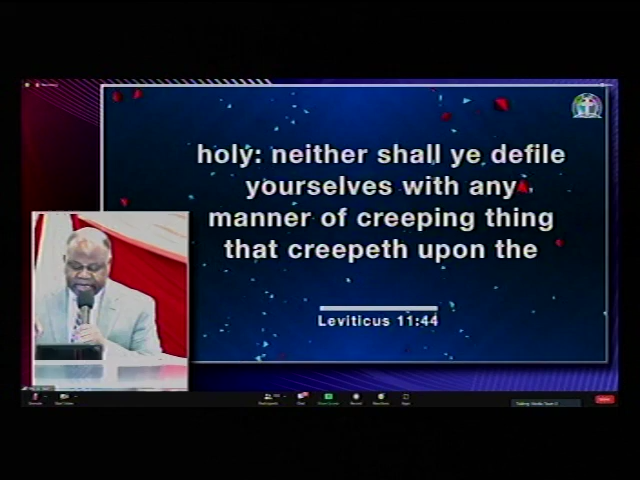 holy: neither shall ye defile
yourselves with any
manner of creeping thing
that creepeth upon the
Leviticus 11:44